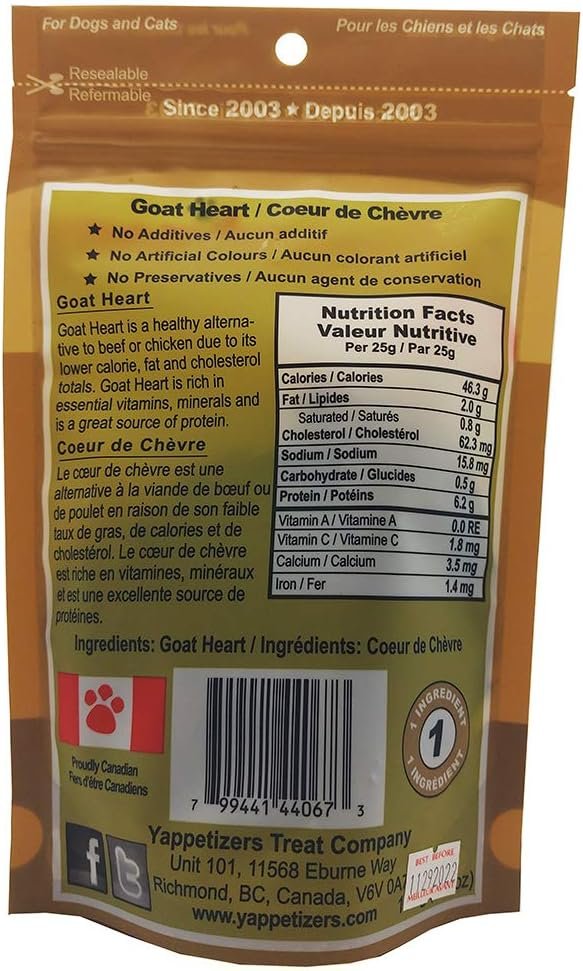 For Dogs and Cats
Pour les Chiens et les Chats
Resealable
Refermable
Since 2003 ★ Depuis 2003
Goat Heart / Coeur de Chèvre
★ No Additives / Aucun additif
★ No Artificial Colours / Aucun colorant artificiel
★ No Preservatives / Aucun agent de conservation
Goat Heart
Goat Heart is a healthy alterna-
tive to beef or chicken due to its
lower calorie, fat and cholesterol
totals. Goat Heart is rich in
essential vitamins, minerals and
is a great source of protein.
Coeur de Chèvre
Le cœur de chèvre est une
alternative à la viande de bœuf ou
de poulet en raison de son faible
taux de gras, de calories et de
cholestérol. Le cœur de chèvre
est riche en vitamines, minéraux
et est une excellente source de
protéines.
Nutrition Facts
Valeur Nutritive
Per 25g / Par 25g
Calories / Calories 46.3 g
Fat / Lipides 2.0 g
Saturated / Saturés 0.8 g
Cholesterol / Cholestérol 62.3 mg
Sodium / Sodium 15.8 mg
Carbohydrate / Glucides 0.5 g
Protein / Potéins 6.2 g
Vitamin A / Vitamine A 0.0 RE
Vitamin C / Vitamine C 1.8 mg
Calcium / Calcium 3.5 mg
Iron / Fer 1.4 mg
Ingredients: Goat Heart / Ingrédients: Coeur de Chèvre
Proudly Canadian
Fiers d'être Canadiens
7 99441 44067 3
1 INGREDIENT
1
1 INGRÉDIENT
f
t
Yappetizers Treat Company
Unit 101, 11568 Eburne Way
Richmond, BC, Canada, V6V 0A7
www.yappetizers.com
BEST BEFORE
11292022
MEILLEUR AVANT
oz)